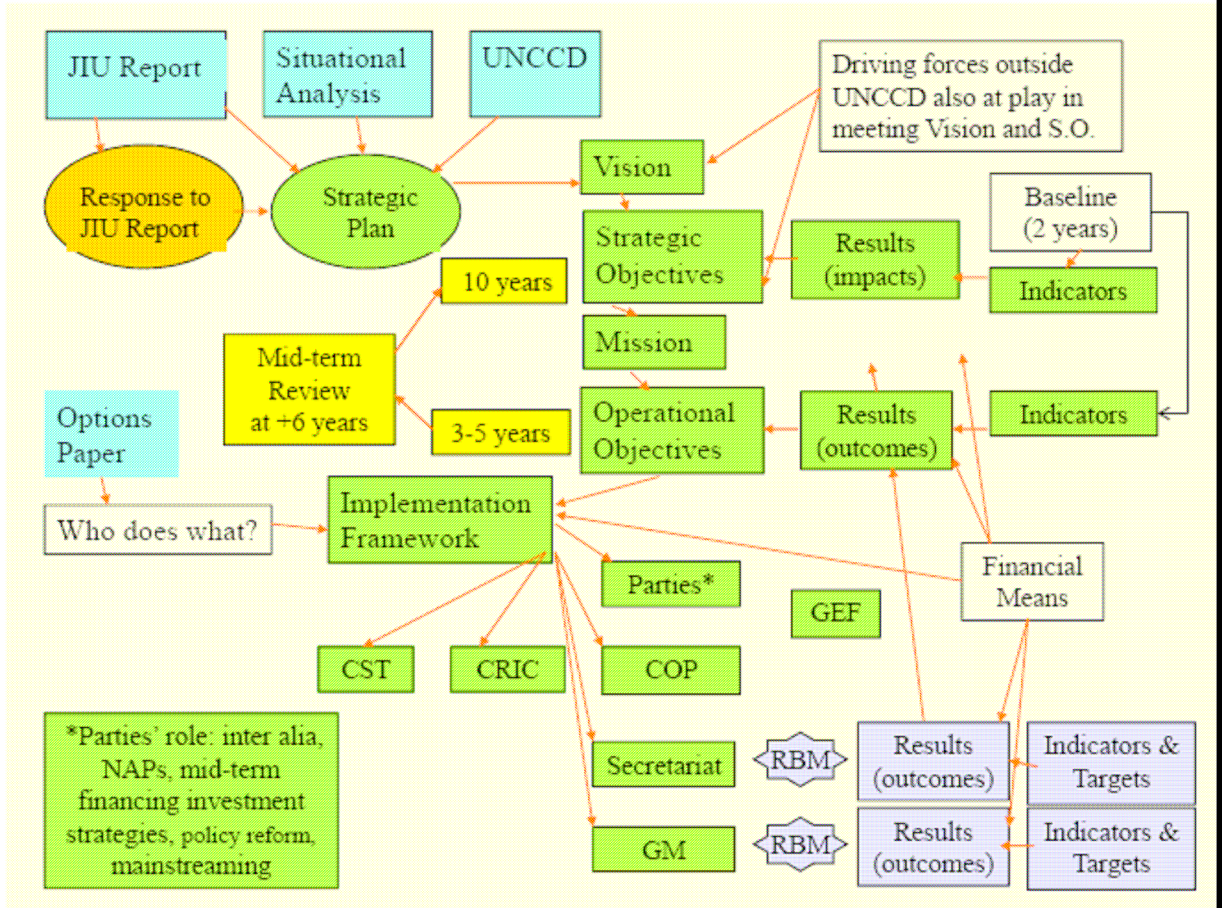 JIU Report
Situational
Analysis
UNCCD
Driving forces outside
UNCCD also at play in
meeting Vision and S.O.
Response to
JIU Report
Strategic
Plan
Vision
Baseline
(2 years)
Strategic
Objectives
Results
(impacts)
Indicators
10 years
Mission
Mid-term
Review
at +6 years
3-5 years
Operational
Objectives
Results
(outcomes)
Indicators
Options
Paper
Who does what?
Implementation
Framework
Financial
Means
Parties*
GEF
CST
CRIC
COP
*Parties' role: inter alia,
NAPs, mid-term
financing investment
strategies, policy reform,
mainstreaming
Secretariat
RBM
Results
(outcomes)
Indicators &
Targets
GM
RBM
Results
(outcomes)
Indicators &
Targets